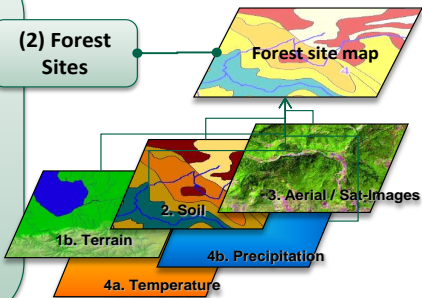 (2) Forest
Sites
Forest site map
3. Aerial / Sat-Images
2. Soil
1b. Terrain
4b. Precipitation
4a. Temperature